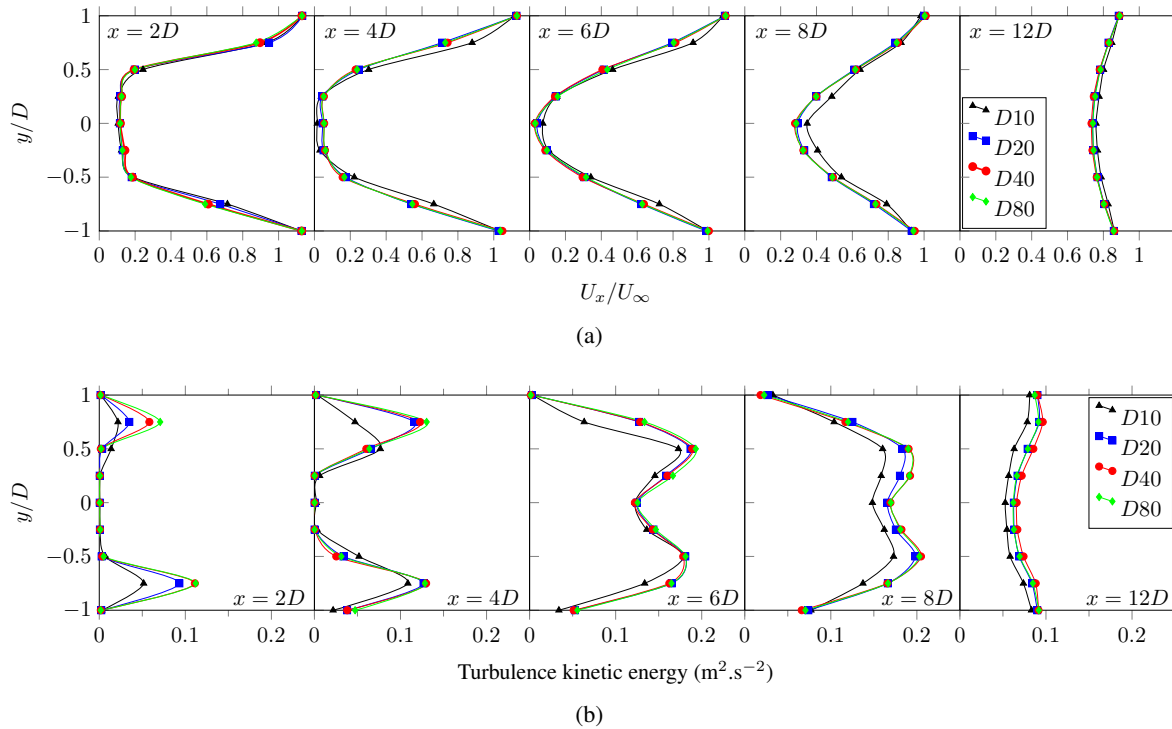 x = 2D x = 4D x = 6D x = 8D x = 12D
1
0.5
0
−0.5
−1
y/D
D10
D20
D40
D80
0 0.2 0.4 0.6 0.8 1 0 0.2 0.4 0.6 0.8 1 0 0.2 0.4 0.6 0.8 1 0 0.2 0.4 0.6 0.8 1 0 0.2 0.4 0.6 0.8 1
Uₓ/U∞
(a)
1
0.5
0
−0.5
−1
y/D
D10
D20
D40
D80
x = 2D x = 4D x = 6D x = 8D x = 12D
0 0.1 0.2 0 0.1 0.2 0 0.1 0.2 0 0.1 0.2 0 0.1 0.2
Turbulence kinetic energy (m².s⁻²)
(b)